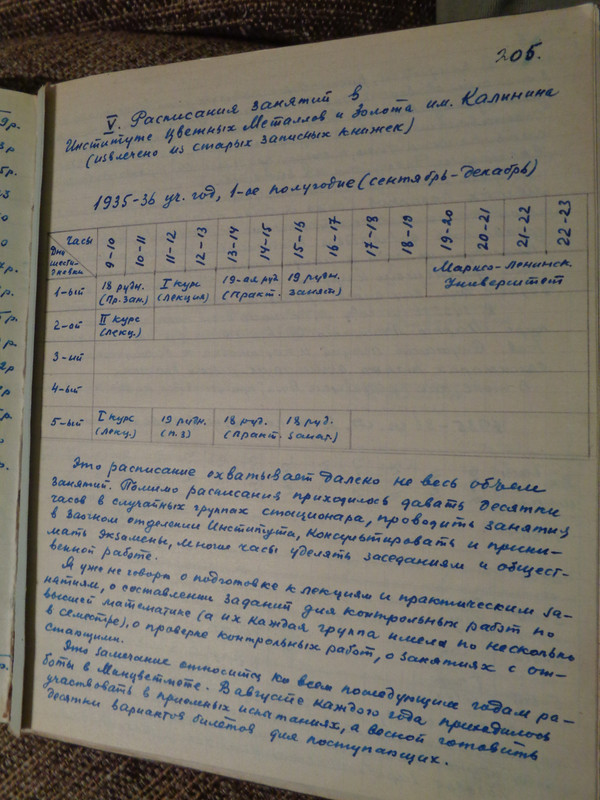 205.
V. Расписания занятий в
Институте Цветных Металлов и Золота им. Калинина
(извлечено из старых записных книжек)
1935-36 уч. год, 1-ое полугодие (сентябрь-декабрь)
Часы
Дни шести-дневки
9-10 10-11 11-12 12-13 13-14 14-15 15-16 16-17 17-18 18-19 19-20 20-21 21-22 22-23
1-ый 18 рудн. I курс 19-ая руд 19 рудн. Маркс-Ленинск.
(Пр.зан.) (лекция) (практ. занят) Университет
2-ой II курс
(лекц.)
3-ий
4-ый
5-ый I курс 19 рудн. 18 руд. 18 руд.
(лекц.) (п.з) (практ. занят.)
Это расписание охватывает далеко не весь объем
занятий. Помимо расписания приходилось давать десятки
часов в случайных группах стационара, проводить занятия
в заочном отделении Института, консультировать и прини-
мать экзамены, многие часы уделять заседаниям и общест-
венной работе.
Я уже не говорю о подготовке к лекциям и практическим за-
нятиям, о составлении заданий для контрольных работ по
высшей математике (а их каждая группа имела по несколько
в семестре), о проверке контрольных работ, о занятиях с от-
стающими.
Это замечание относится ко всем последующим годам ра-
боты в Минцветмете. В августе каждого года приходилось
участвовать в приемных испытаниях, а весной готовить
десятки вариантов билетов для поступающих.